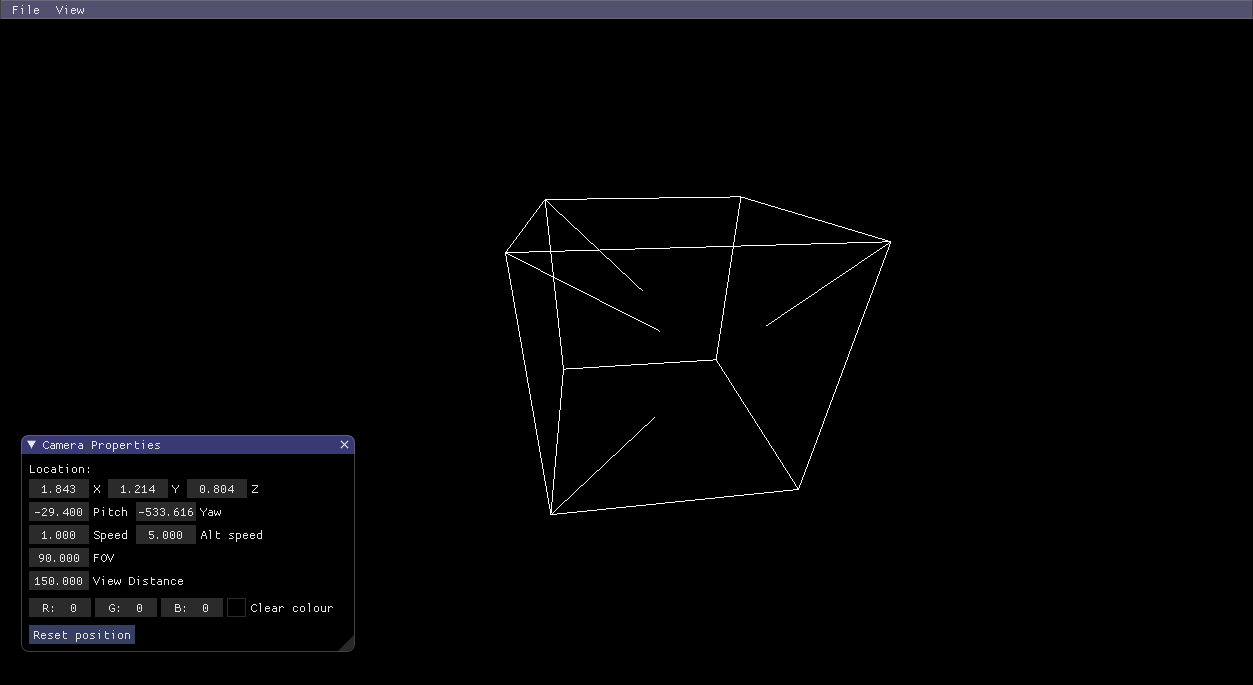 File View
Camera Properties
Location:
1.843 X 1.214 Y 0.804 Z
-29.400 Pitch -533.616 Yaw
1.000 Speed 5.000 Alt speed
90.000 FOV
150.000 View Distance
R: 0 G: 0 B: 0 Clear colour
Reset position